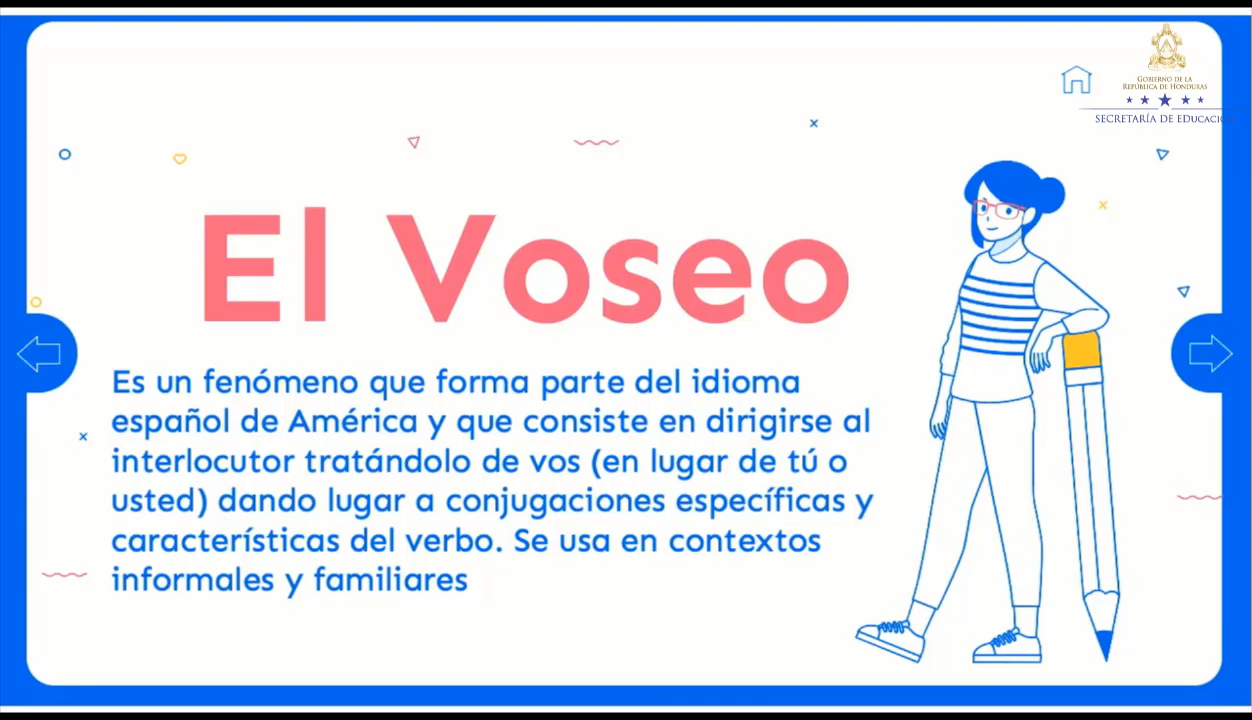 GOBIERNO DE LA
REPÚBLICA DE HONDURAS
SECRETARÍA DE EDUCACIÓN
El Voseo
Es un fenómeno que forma parte del idioma
español de América y que consiste en dirigirse al
interlocutor tratándolo de vos (en lugar de tú o
usted) dando lugar a conjugaciones específicas y
características del verbo. Se usa en contextos
informales y familiares